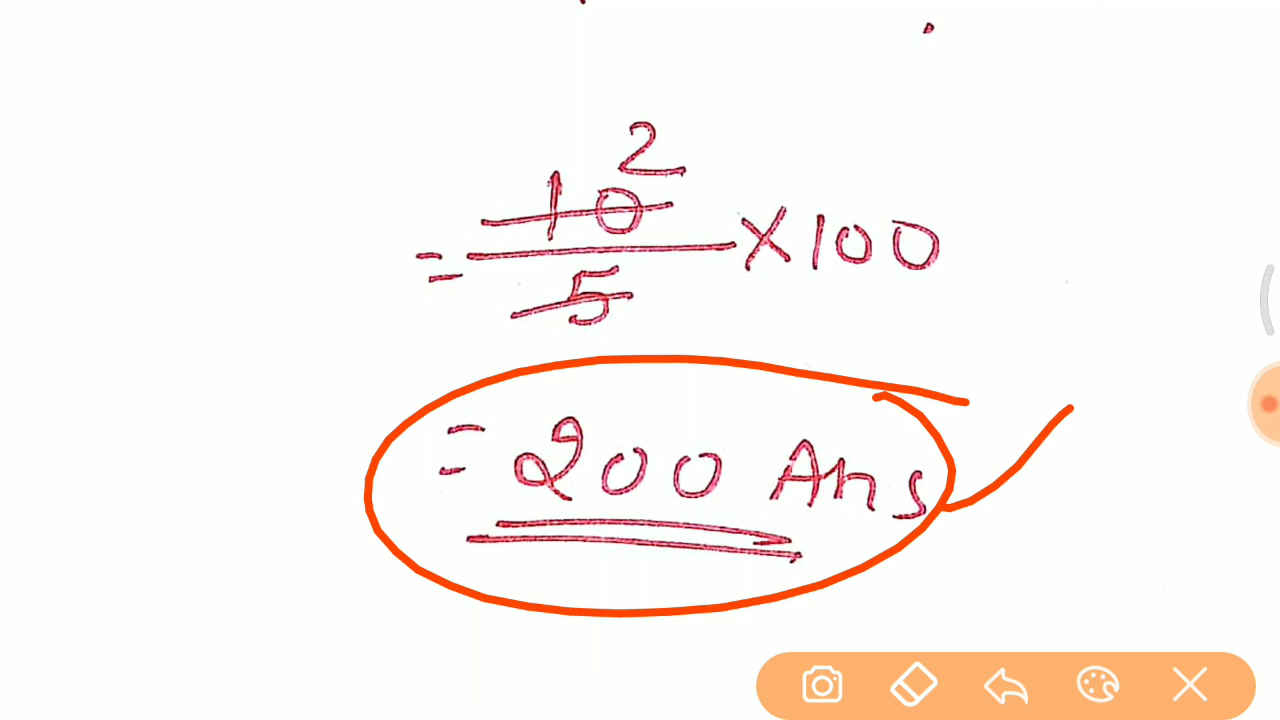 2
= 10/5 × 100
= 200 Ans